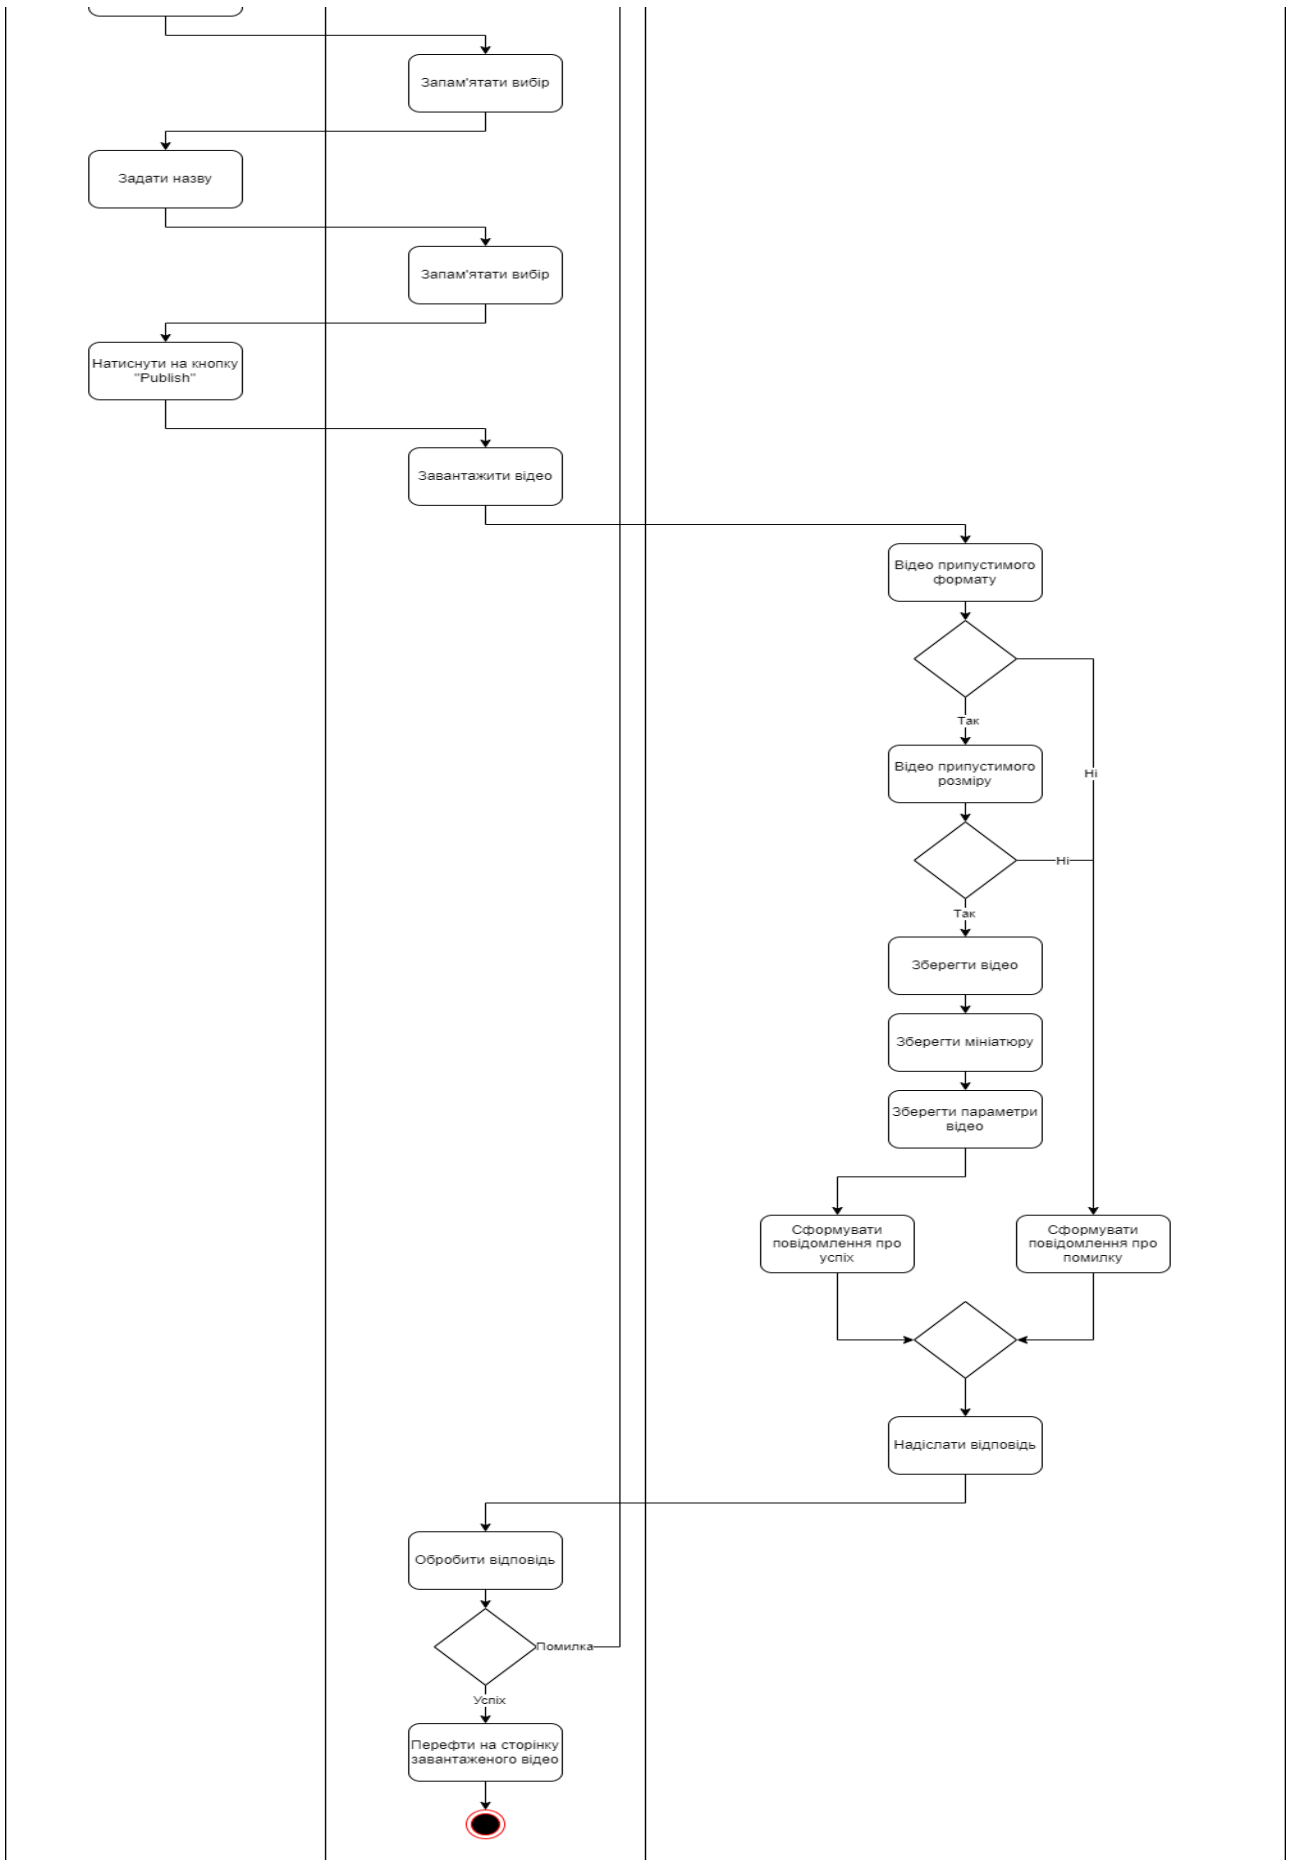 Запам'ятати вибір
Задати назву
Запам'ятати вибір
Натиснути на кнопку
"Publish"
Завантажити відео
Відео припустимого
формату
Так
Відео припустимого
розміру
Ні
Ні
Так
Зберегти відео
Зберегти мініатюру
Зберегти параметри
відео
Сформувати
повідомлення про
успіх
Сформувати
повідомлення про
помилку
Надіслати відповідь
Обробити відповідь
Помилка
Успіх
Перефти на сторінку
завантаженого відео